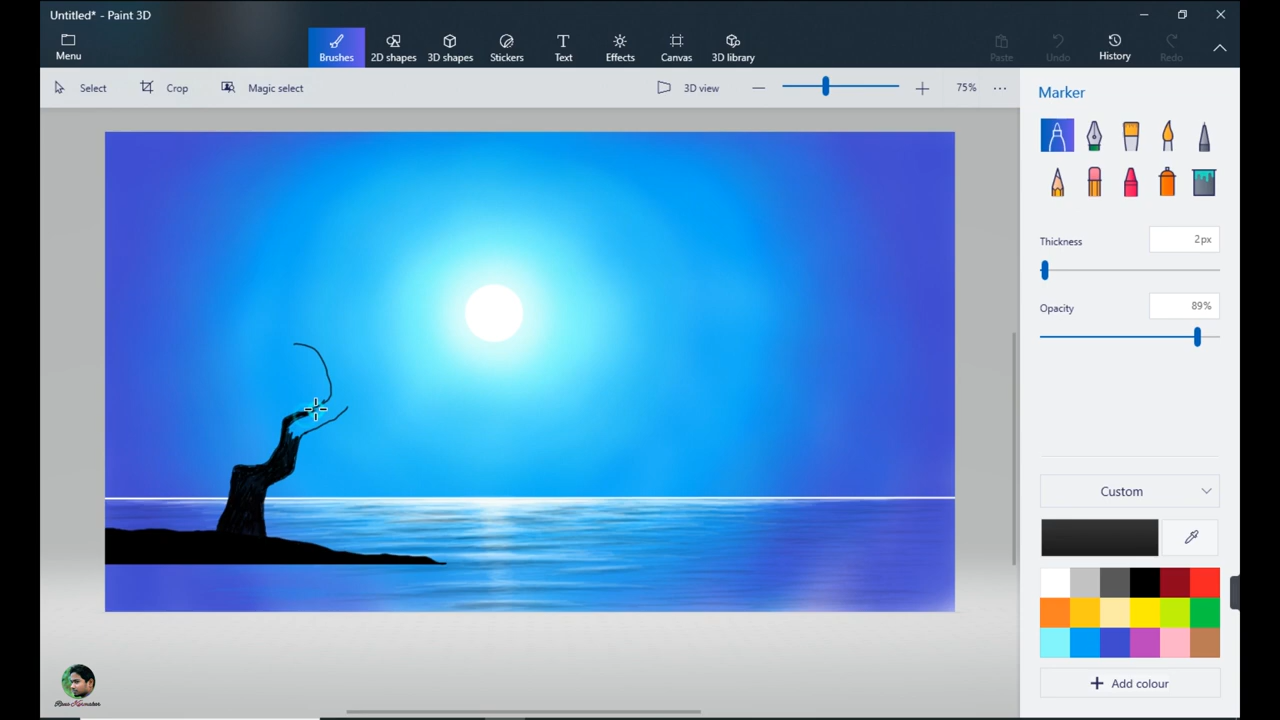 Untitled* - Paint 3D
Menu
Brushes
2D shapes
3D shapes
Stickers
Text
Effects
Canvas
3D library
Paste
Undo
History
Redo
Select
Crop
Magic select
3D view
75%
Marker
Thickness
2px
Opacity
89%
Custom
Add colour